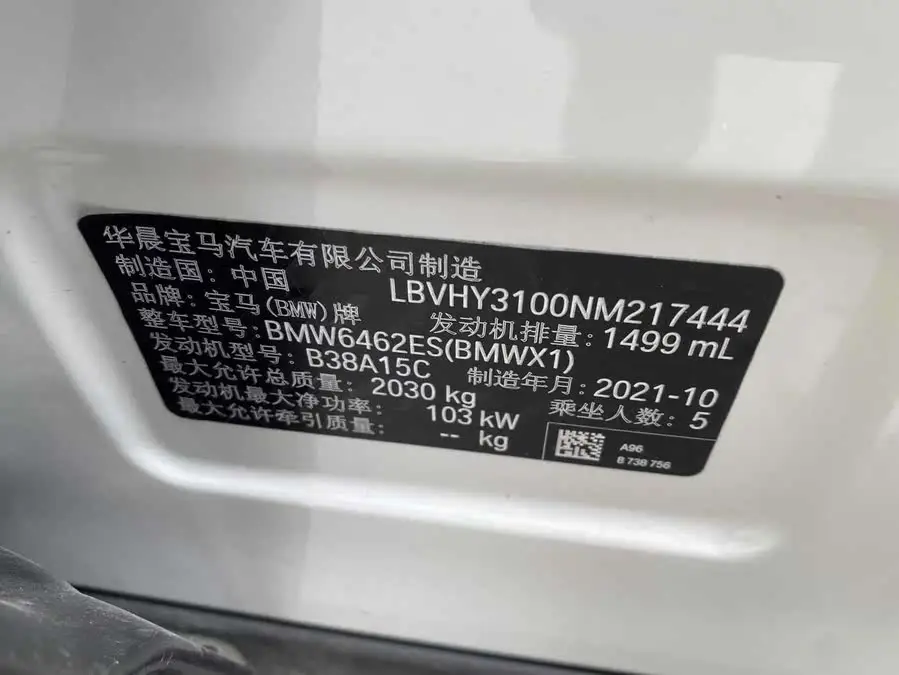 华晨宝马汽车有限公司制造
制造国: 中国 LBVHY3100NM217444
品牌: 宝马(BMW)牌 发动机排量: 1499 mL
整车型号: BMW6462ES(BMWX1)
发动机型号: B38A15C 制造年月: 2021-10
最大允许总质量: 2030 kg 乘坐人数: 5
发动机最大净功率: 103 kW
最大允许牵引质量: -- kg
A96
8 738 756